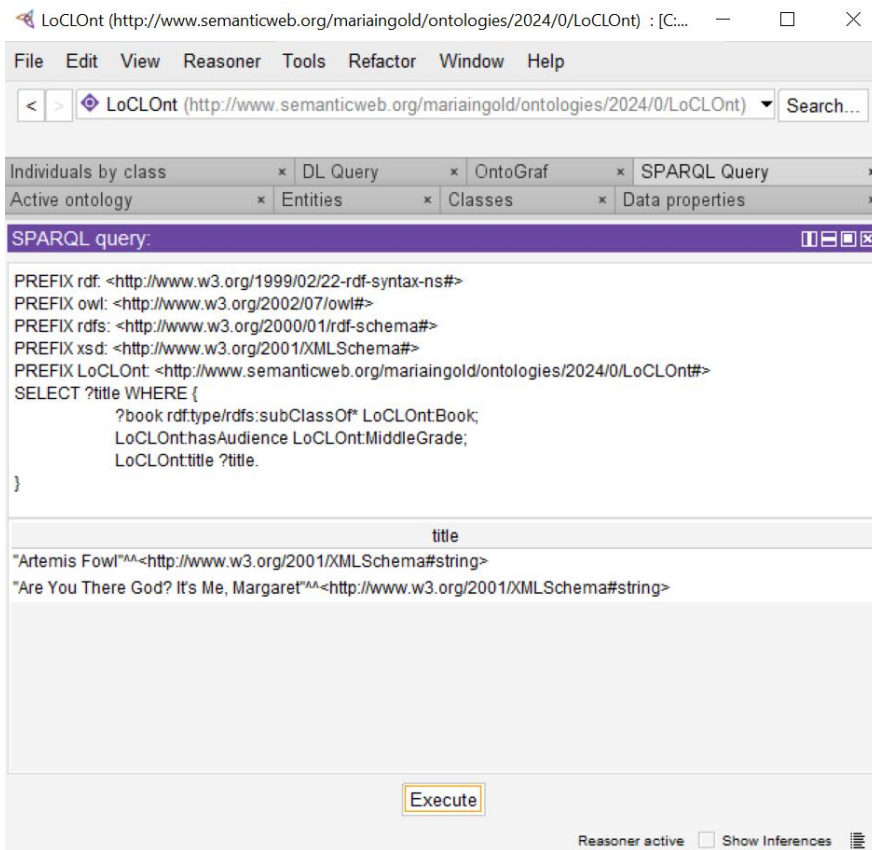 LoCLOnt (http://www.semanticweb.org/mariaingold/ontologies/2024/0/LoCLOnt) : [C:...
File Edit View Reasoner Tools Refactor Window Help
< > LoCLOnt (http://www.semanticweb.org/mariaingold/ontologies/2024/0/LoCLOnt) Search...
Individuals by class × DL Query × OntoGraf × SPARQL Query ×
Active ontology × Entities × Classes × Data properties ×
SPARQL query:
PREFIX rdf: <http://www.w3.org/1999/02/22-rdf-syntax-ns#>
PREFIX owl: <http://www.w3.org/2002/07/owl#>
PREFIX rdfs: <http://www.w3.org/2000/01/rdf-schema#>
PREFIX xsd: <http://www.w3.org/2001/XMLSchema#>
PREFIX LoCLOnt: <http://www.semanticweb.org/mariaingold/ontologies/2024/0/LoCLOnt#>
SELECT ?title WHERE {
?book rdf:type/rdfs:subClassOf* LoCLOnt:Book;
LoCLOnt:hasAudience LoCLOnt:MiddleGrade;
LoCLOnt:title ?title.
}
title
"Artemis Fowl"^^<http://www.w3.org/2001/XMLSchema#string>
"Are You There God? It's Me, Margaret"^^<http://www.w3.org/2001/XMLSchema#string>
Execute
Reasoner active Show Inferences